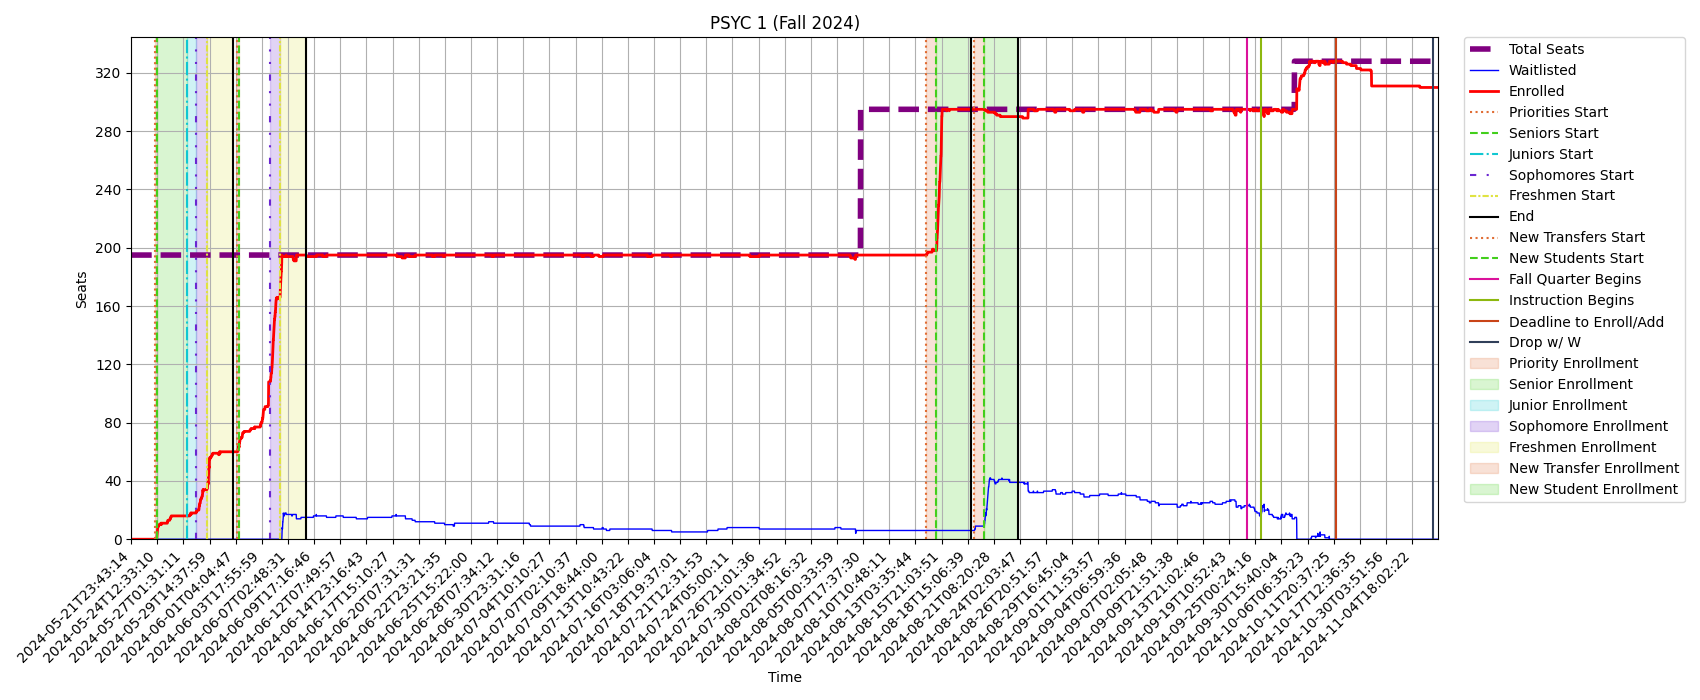 PSYC 1 (Fall 2024)
Seats
320
280
240
200
160
120
80
40
0
2024-05-21T23:43:14
2024-05-24T12:33:10
2024-05-27T01:31:11
2024-05-29T14:37:59
2024-06-01T04:04:47
2024-06-03T17:55:59
2024-06-07T02:48:31
2024-06-09T17:16:46
2024-06-12T07:49:57
2024-06-14T23:16:43
2024-06-17T15:10:27
2024-06-20T07:31:31
2024-06-22T23:21:35
2024-06-25T15:22:00
2024-06-28T07:34:12
2024-06-30T23:31:16
2024-07-04T10:10:27
2024-07-07T02:10:37
2024-07-09T18:44:00
2024-07-13T10:43:22
2024-07-16T03:06:04
2024-07-18T19:37:01
2024-07-21T12:31:53
2024-07-24T05:00:11
2024-07-26T21:01:36
2024-07-30T01:34:52
2024-08-02T08:16:32
2024-08-05T00:33:59
2024-08-07T17:37:30
2024-08-10T10:48:11
2024-08-13T03:35:44
2024-08-15T21:03:51
2024-08-18T15:06:39
2024-08-21T08:20:28
2024-08-24T02:03:47
2024-08-26T20:51:57
2024-08-29T16:45:04
2024-09-01T11:53:57
2024-09-04T06:59:36
2024-09-07T02:05:48
2024-09-09T21:51:38
2024-09-13T21:02:46
2024-09-19T10:52:43
2024-09-25T00:24:16
2024-09-30T15:40:04
2024-10-06T06:35:23
2024-10-11T20:37:25
2024-10-17T12:36:35
2024-10-30T03:51:56
2024-11-04T18:02:22
Time
Total Seats
Waitlisted
Enrolled
Priorities Start
Seniors Start
Juniors Start
Sophomores Start
Freshmen Start
End
New Transfers Start
New Students Start
Fall Quarter Begins
Instruction Begins
Deadline to Enroll/Add
Drop w/ W
Priority Enrollment
Senior Enrollment
Junior Enrollment
Sophomore Enrollment
Freshmen Enrollment
New Transfer Enrollment
New Student Enrollment